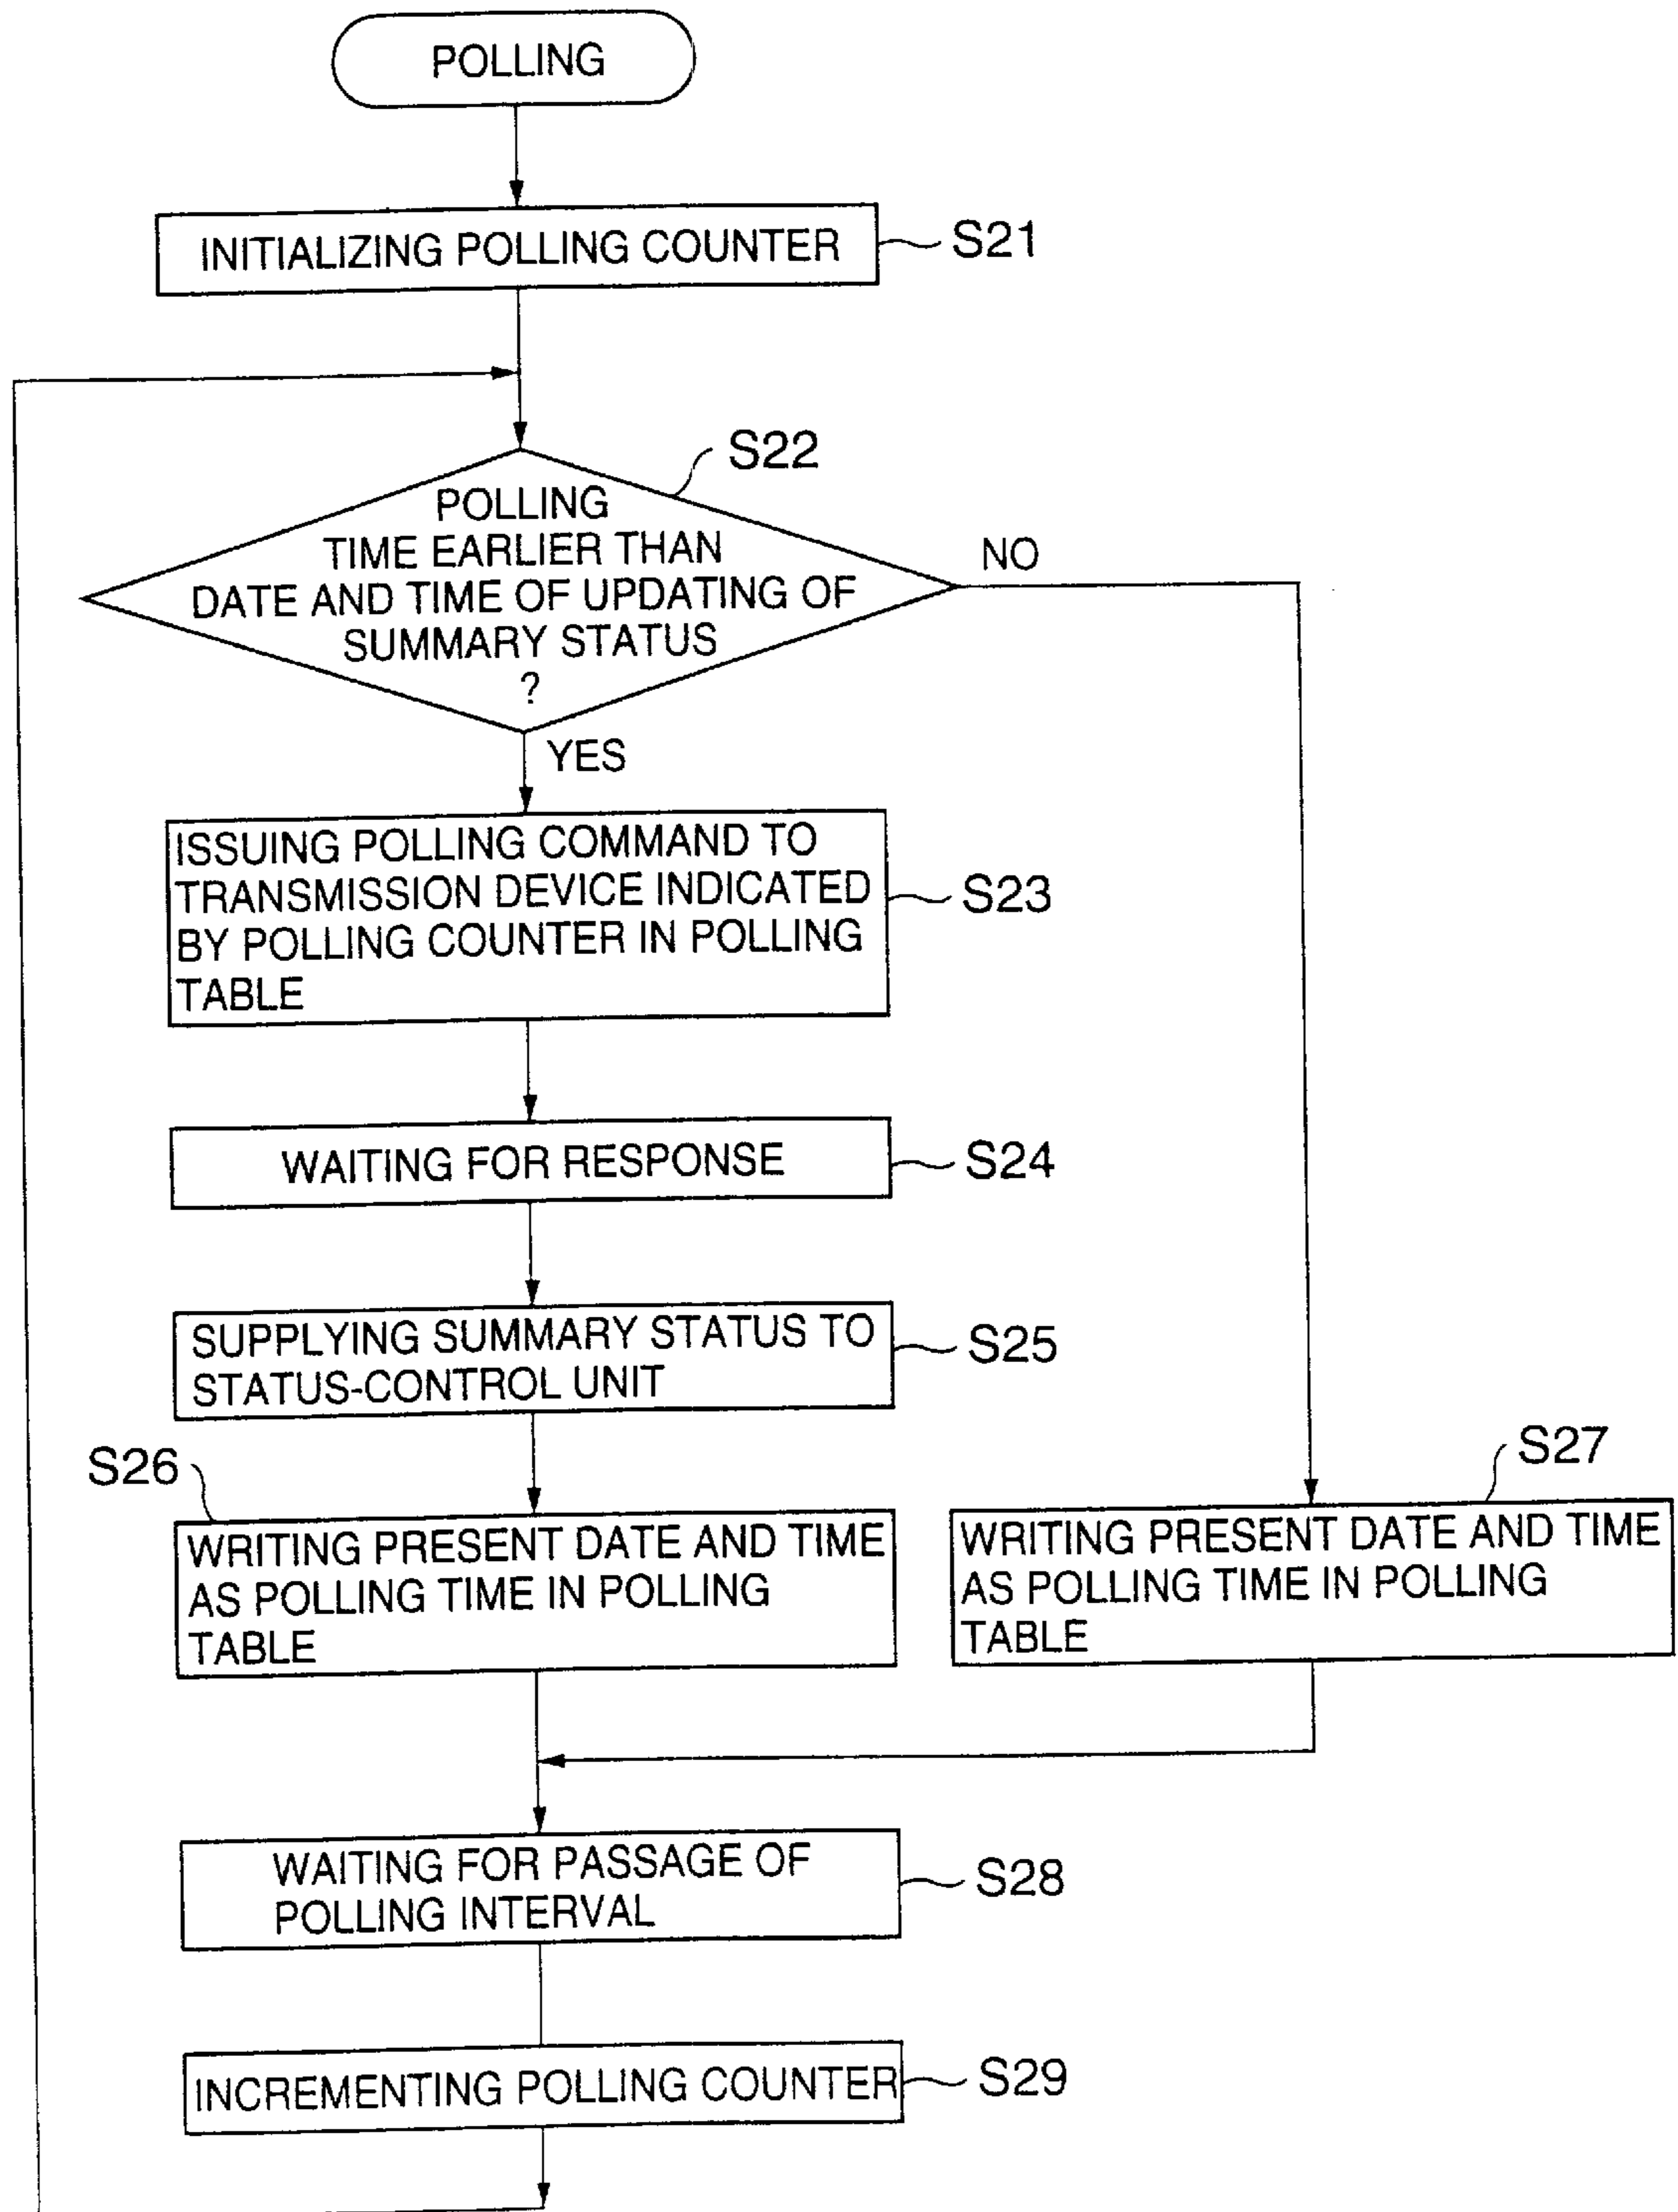 POLLING
INITIALIZING POLLING COUNTER
S21
S22
POLLING
TIME EARLIER THAN
DATE AND TIME OF UPDATING OF
SUMMARY STATUS
?
NO
YES
ISSUING POLLING COMMAND TO
TRANSMISSION DEVICE INDICATED
BY POLLING COUNTER IN POLLING
TABLE
S23
WAITING FOR RESPONSE
S24
SUPPLYING SUMMARY STATUS TO
STATUS-CONTROL UNIT
S25
S26
WRITING PRESENT DATE AND TIME
AS POLLING TIME IN POLLING
TABLE
S27
WRITING PRESENT DATE AND TIME
AS POLLING TIME IN POLLING
TABLE
WAITING FOR PASSAGE OF
POLLING INTERVAL
S28
INCREMENTING POLLING COUNTER
S29